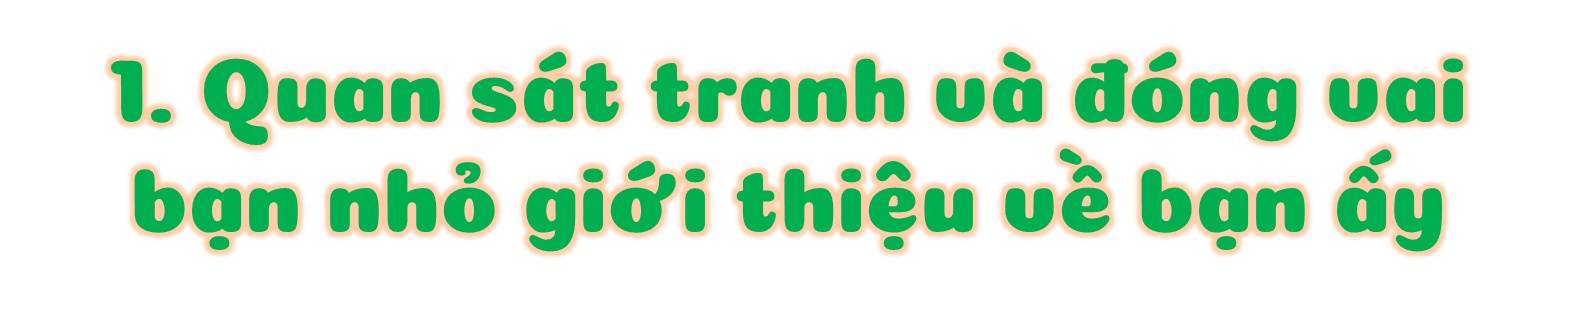 1. Quan sát tranh và đóng vai
bạn nhỏ giới thiệu về bạn ấy